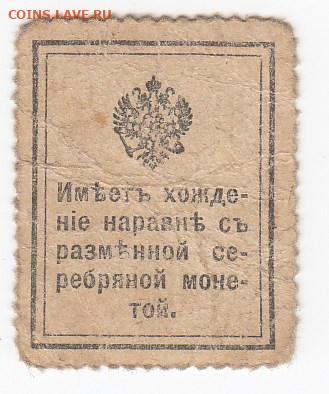 COINS.LAVE.RU
Имѣетъ хожде-
ніе наравнѣ съ
размѣнной се-
ребряной моне-
той.